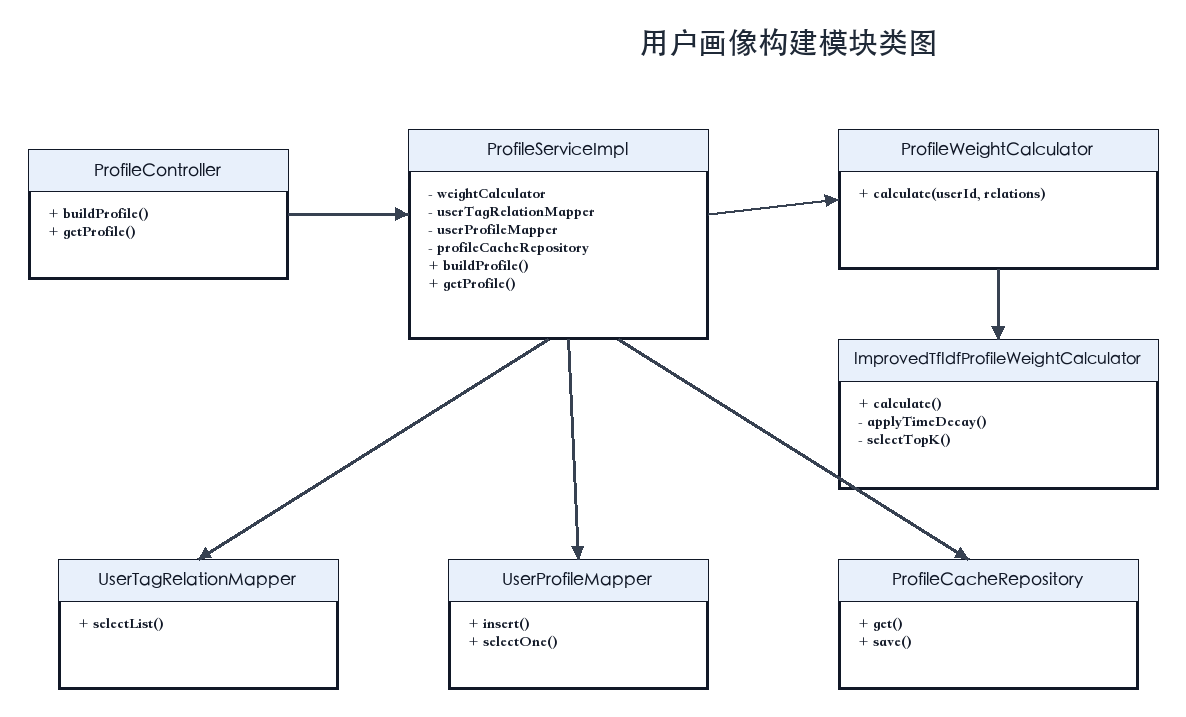 用户画像构建模块类图
ProfileController
+ buildProfile()
+ getProfile()
ProfileServiceImpl
- weightCalculator
- userTagRelationMapper
- userProfileMapper
- profileCacheRepository
+ buildProfile()
+ getProfile()
ProfileWeightCalculator
+ calculate(userId, relations)
ImprovedTfIdfProfileWeightCalculator
+ calculate()
- applyTimeDecay()
- selectTopK()
UserTagRelationMapper
+ selectList()
UserProfileMapper
+ insert()
+ selectOne()
ProfileCacheRepository
+ get()
+ save()